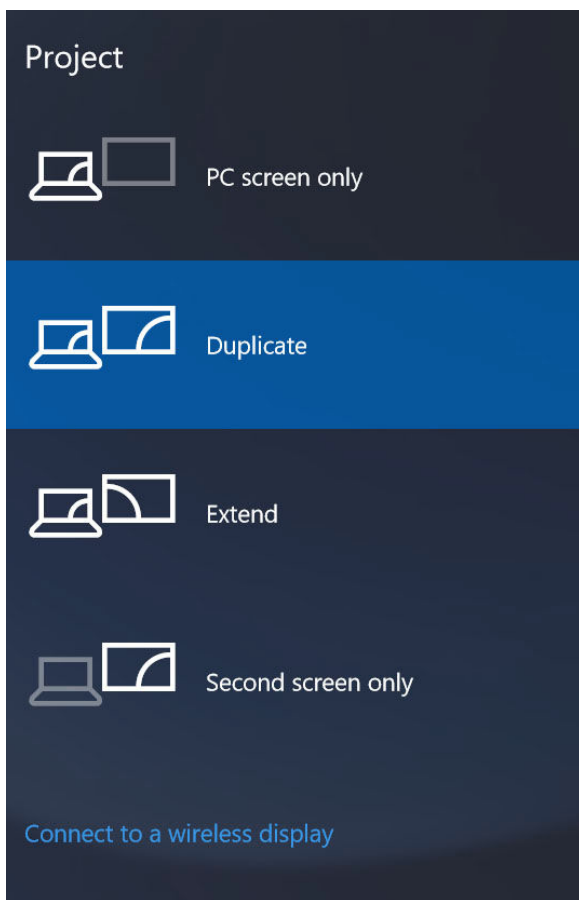 Project
PC screen only
Duplicate
Extend
Second screen only
Connect to a wireless display